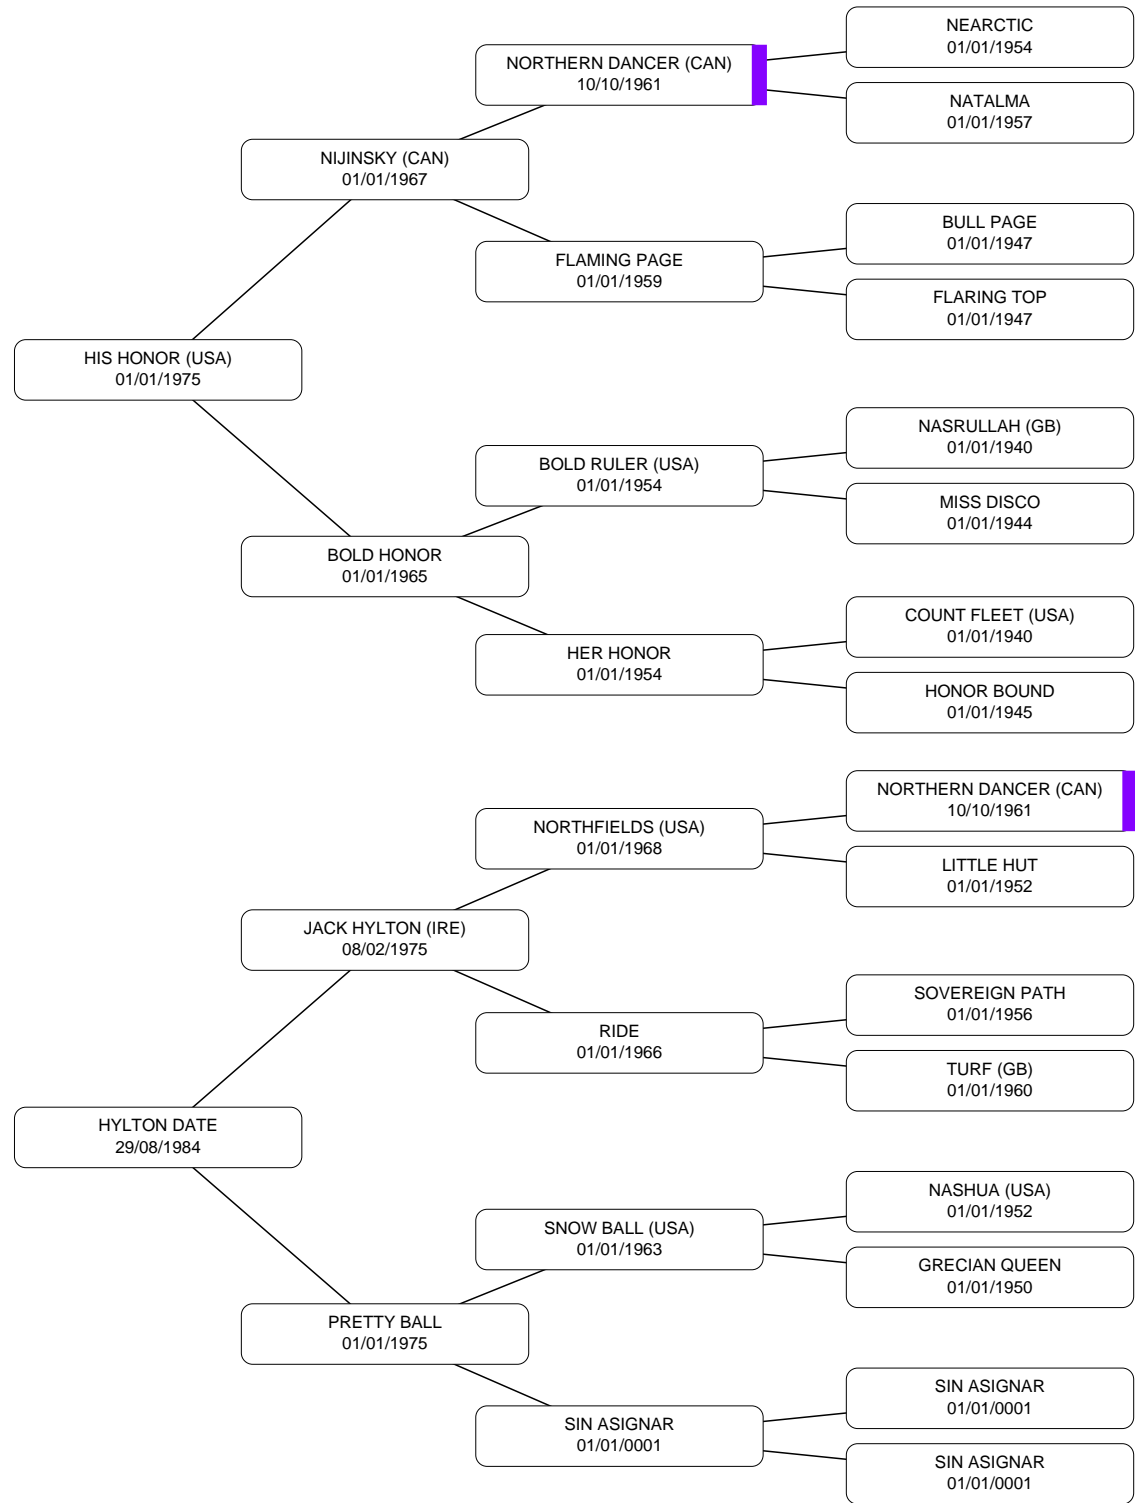 NEARCTIC
01/01/1954
NORTHERN DANCER (CAN)
10/10/1961
NATALMA
01/01/1957
NIJINSKY (CAN)
01/01/1967
BULL PAGE
01/01/1947
FLAMING PAGE
01/01/1959
FLARING TOP
01/01/1947
HIS HONOR (USA)
01/01/1975
NASRULLAH (GB)
01/01/1940
BOLD RULER (USA)
01/01/1954
MISS DISCO
01/01/1944
BOLD HONOR
01/01/1965
COUNT FLEET (USA)
01/01/1940
HER HONOR
01/01/1954
HONOR BOUND
01/01/1945
NORTHERN DANCER (CAN)
10/10/1961
NORTHFIELDS (USA)
01/01/1968
LITTLE HUT
01/01/1952
JACK HYLTON (IRE)
08/02/1975
SOVEREIGN PATH
01/01/1956
RIDE
01/01/1966
TURF (GB)
01/01/1960
HYLTON DATE
29/08/1984
NASHUA (USA)
01/01/1952
SNOW BALL (USA)
01/01/1963
GRECIAN QUEEN
01/01/1950
PRETTY BALL
01/01/1975
SIN ASIGNAR
01/01/0001
SIN ASIGNAR
01/01/0001
SIN ASIGNAR
01/01/0001